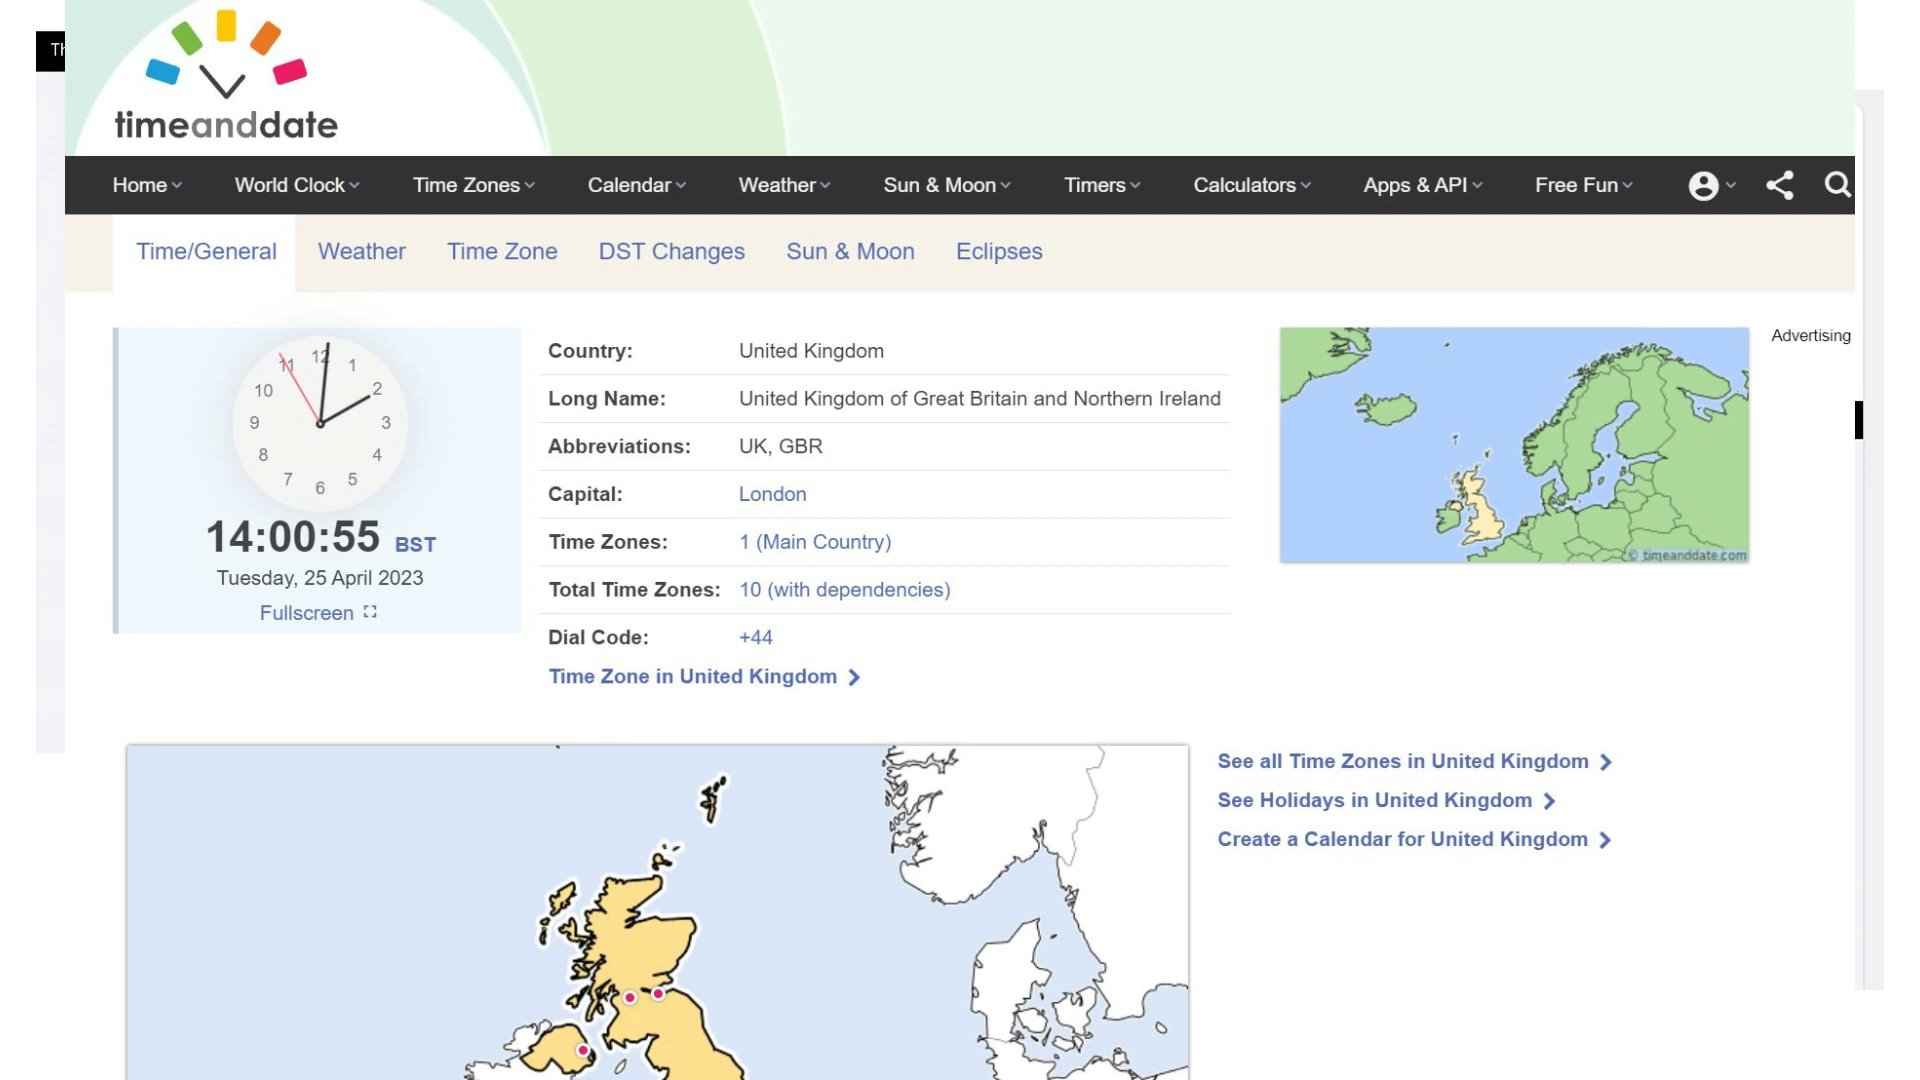 Th
timeanddate
Home World Clock Time Zones Calendar Weather Sun & Moon Timers Calculators Apps & API Free Fun
Time/General Weather Time Zone DST Changes Sun & Moon Eclipses
12
11 1
10 2
9 3
8 4
7 5
6
14:00:55 BST
Tuesday, 25 April 2023
Fullscreen
Country: United Kingdom
Long Name: United Kingdom of Great Britain and Northern Ireland
Abbreviations: UK, GBR
Capital: London
Time Zones: 1 (Main Country)
Total Time Zones: 10 (with dependencies)
Dial Code: +44
Time Zone in United Kingdom
© timeanddate.com
Advertising
See all Time Zones in United Kingdom
See Holidays in United Kingdom
Create a Calendar for United Kingdom